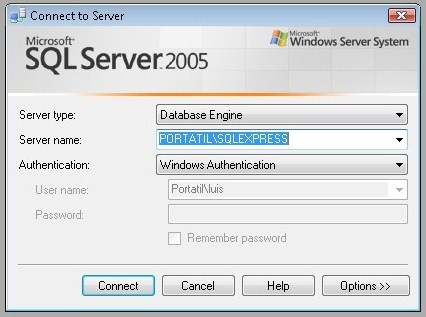 Connect to Server
Microsoft
SQL Server 2005
Microsoft
Windows Server System
Server type: Database Engine
Server name: PORTATIL\SQLEXPRESS
Authentication: Windows Authentication
User name: Portatil\luis
Password:
Remember password
Connect Cancel Help Options >>